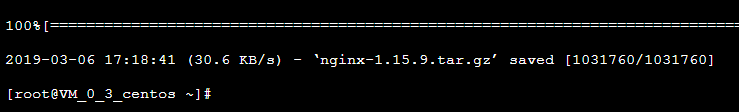 100%[======================================================================================
2019-03-06 17:18:41 (30.6 KB/s) - ‘nginx-1.15.9.tar.gz’ saved [1031760/1031760]
[root@VM_0_3_centos ~]#